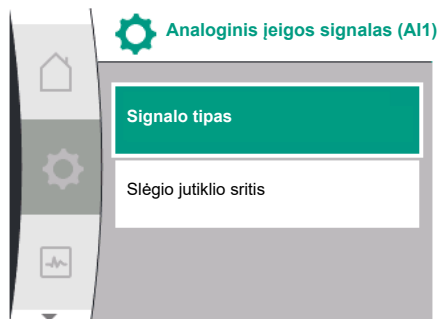 Analoginis įeigos signalas (AI1)
Signalo tipas
Slėgio jutiklio sritis